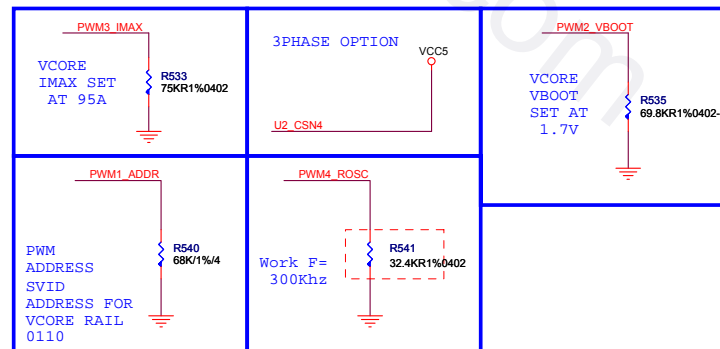 PWM3_IMAX
VCORE
IMAX SET
AT 95A
R533
75KR1%0402
3PHASE OPTION
VCC5
U2_CSN4
PWM2_VBOOT
VCORE
VBOOT
SET AT
1.7V
R535
69.8KR1%0402-
PWM1_ADDR
R540
68K/1%/4
PWM
ADDRESS
SVID
ADDRESS FOR
VCORE RAIL
0110
PWM4_ROSC
R541
32.4KR1%0402
Work F=
300Khz
com